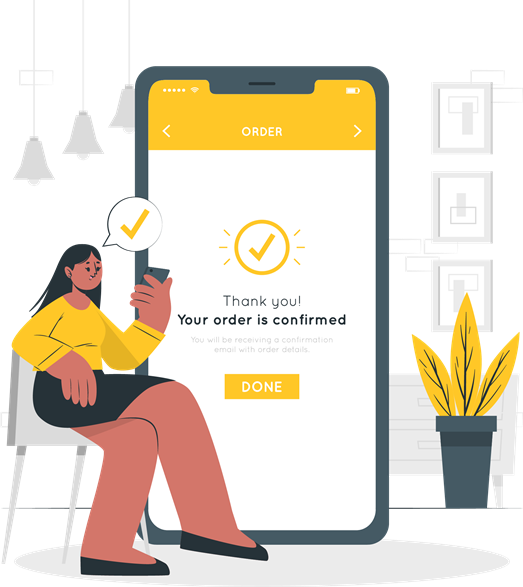 ORDER
Thank you!
Your order is confirmed
You will be receiving a confirmation
email with order details.
DONE